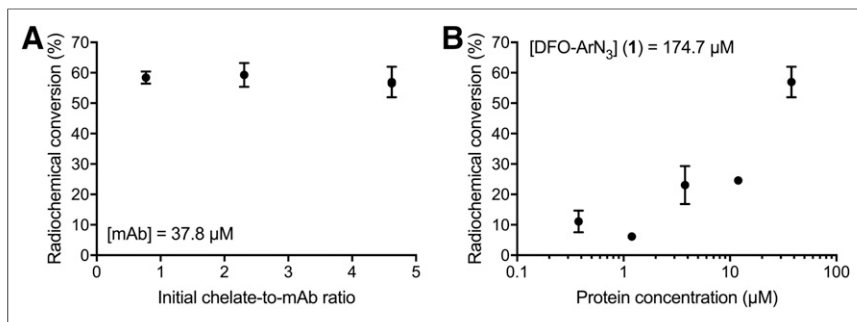 A
70
60
50
40
30
20
10
0
Radiochemical conversion (%)
[mAb] = 37.8 µM
0 1 2 3 4 5
Initial chelate-to-mAb ratio
B
70
60
50
40
30
20
10
0
Radiochemical conversion (%)
[DFO-ArN₃] (1) = 174.7 µM
0.1 1 10 100
Protein concentration (µM)